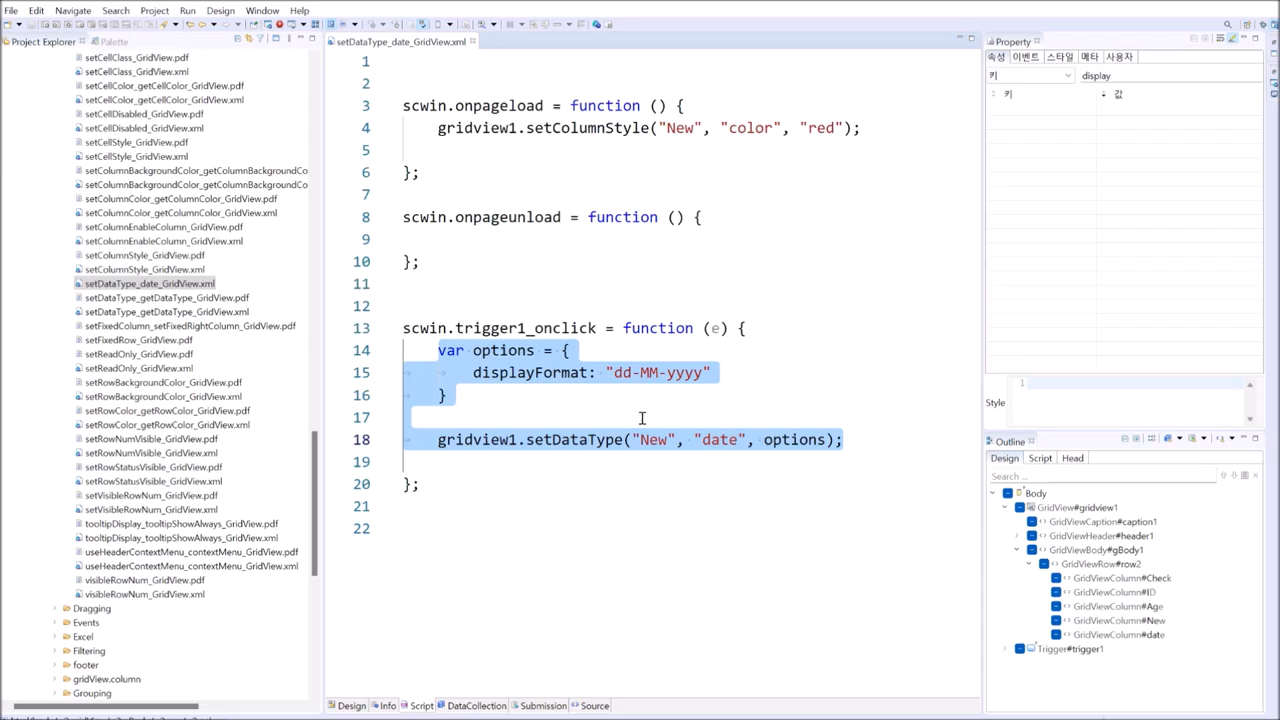 File Edit Navigate Search Project Run Design Window Help
Project Explorer Palette
setCellClass_GridView.pdf
setCellClass_GridView.xml
setCellColor_getCellColor_GridView.pdf
setCellColor_getCellColor_GridView.xml
setCellDisabled_GridView.pdf
setCellDisabled_GridView.xml
setCellStyle_GridView.pdf
setCellStyle_GridView.xml
setColumnBackgroundColor_getColumnBackgroundCo
setColumnBackgroundColor_getColumnBackgroundCo
setColumnColor_getColumnColor_GridView.pdf
setColumnColor_getColumnColor_GridView.xml
setColumnEnableColumn_GridView.pdf
setColumnEnableColumn_GridView.xml
setColumnStyle_GridView.pdf
setColumnStyle_GridView.xml
setDataType_date_GridView.xml
setDataType_getDataType_GridView.pdf
setDataType_getDataType_GridView.xml
setFixedColumn_setFixedRightColumn_GridView.pdf
setFixedRow_GridView.pdf
setReadOnly_GridView.pdf
setReadOnly_GridView.xml
setRowBackgroundColor_GridView.pdf
setRowBackgroundColor_GridView.xml
setRowColor_getRowColor_GridView.pdf
setRowColor_getRowColor_GridView.xml
setRowNumVisible_GridView.pdf
setRowNumVisible_GridView.xml
setRowStatusVisible_GridView.pdf
setRowStatusVisible_GridView.xml
setVisibleRowNum_GridView.pdf
setVisibleRowNum_GridView.xml
tooltipDisplay_tooltipShowAlways_GridView.pdf
tooltipDisplay_tooltipShowAlways_GridView.xml
useHeaderContextMenu_contextMenu_GridView.pdf
useHeaderContextMenu_contextMenu_GridView.xml
visibleRowNum_GridView.pdf
visibleRowNum_GridView.xml
Dragging
Events
Excel
Filtering
footer
gridView.column
Grouping
setDataType_date_GridView.xml
1
2
3 scwin.onpageload = function () {
4 gridview1.setColumnStyle("New", "color", "red");
5
6 };
7
8 scwin.onpageunload = function () {
9
10 };
11
12
13 scwin.trigger1_onclick = function (e) {
14 var options = {
15 displayFormat: "dd-MM-yyyy"
16 }
17
18 gridview1.setDataType("New", "date", options);
19
20 };
21
22
Design Info Script DataCollection Submission Source
Property
속성 이벤트 스타일 메타 사용자
키 display
키 값
Style 1
Outline
Design Script Head
Search ...
Body
GridView#gridview1
GridViewCaption#caption1
GridViewHeader#header1
GridViewBody#gBody1
GridViewRow#row2
GridViewColumn#Check
GridViewColumn#ID
GridViewColumn#Age
GridViewColumn#New
GridViewColumn#date
Trigger#trigger1